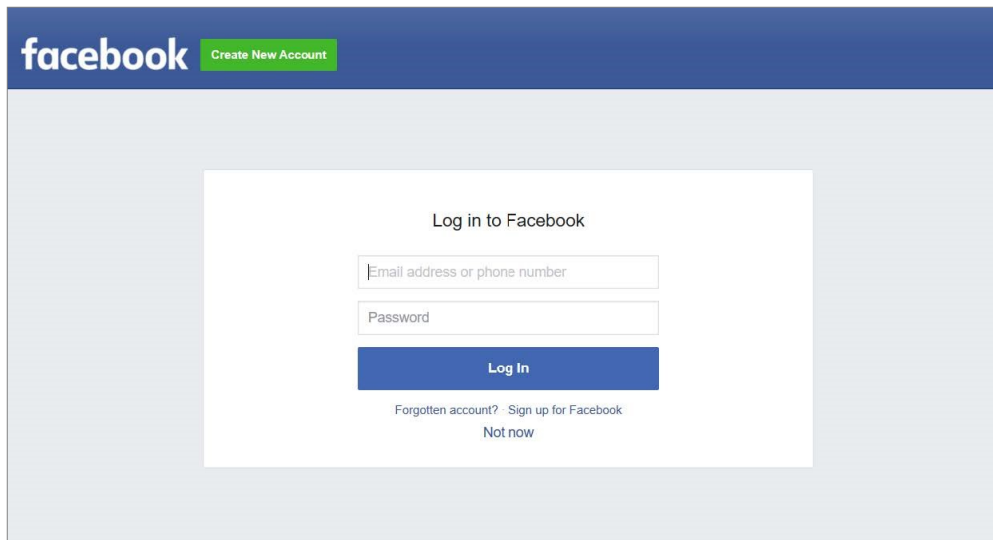 facebook Create New Account
Log in to Facebook
Email address or phone number
Password
Log In
Forgotten account? · Sign up for Facebook
Not now